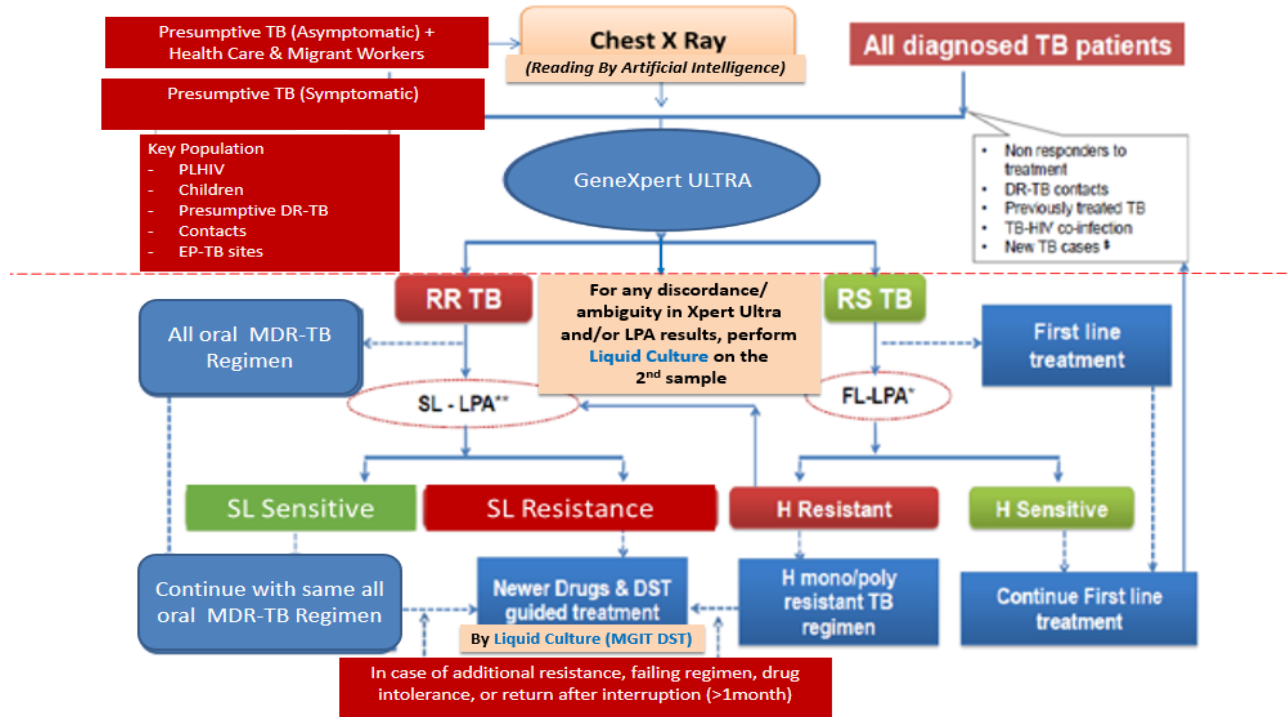 Presumptive TB (Asymptomatic) +
Health Care & Migrant Workers
Chest X Ray
(Reading By Artificial Intelligence)
All diagnosed TB patients
Presumptive TB (Symptomatic)
Key Population
- PLHIV
- Children
- Presumptive DR-TB
- Contacts
- EP-TB sites
GeneXpert ULTRA
• Non responders to
treatment
• DR-TB contacts
• Previously treated TB
• TB-HIV co-infection
• New TB cases $
RR TB
For any discordance/
ambiguity in Xpert Ultra
and/or LPA results, perform
Liquid Culture on the
2nd sample
RS TB
All oral MDR-TB
Regimen
First line
treatment
SL - LPA**
FL-LPA*
SL Sensitive
SL Resistance
H Resistant
H Sensitive
Continue with same all
oral MDR-TB Regimen
Newer Drugs & DST
guided treatment
By Liquid Culture (MGIT DST)
H mono/poly
resistant TB
regimen
Continue First line
treatment
In case of additional resistance, failing regimen, drug
intolerance, or return after interruption (>1month)